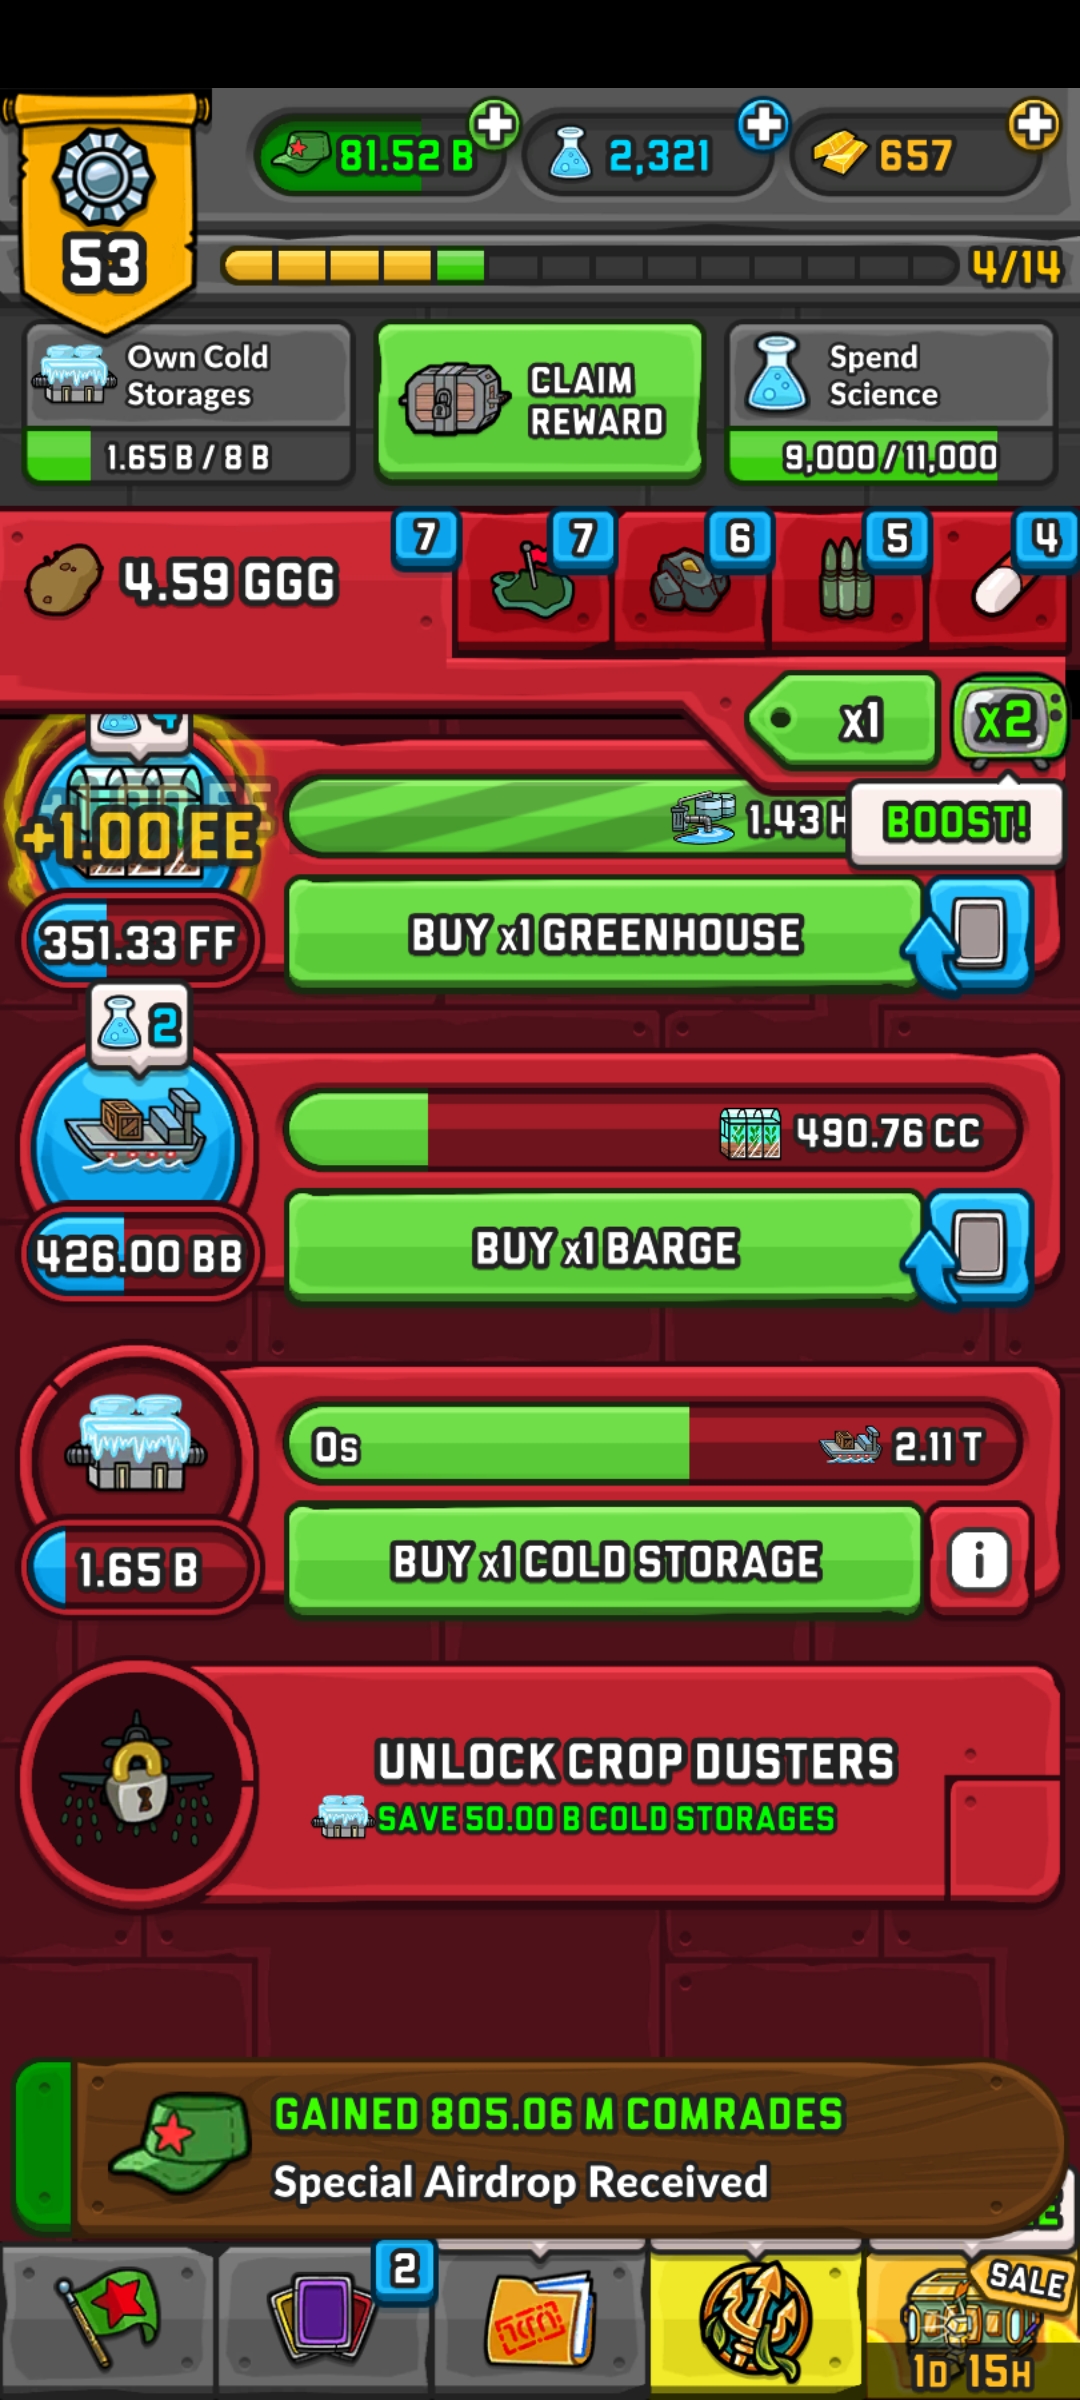 53
81.52 B
2,321
657
4/14
Own Cold
Storages
1.65 B / 8 B
CLAIM
REWARD
Spend
Science
9,000 / 11,000
4.59 GGG
7
7
6
5
4
x1
x2
BOOST!
4
+1.00 EE
1.43 H
351.33 FF
BUY x1 GREENHOUSE
2
490.76 CC
426.00 BB
BUY x1 BARGE
0s
2.11 T
1.65 B
BUY x1 COLD STORAGE
i
UNLOCK CROP DUSTERS
SAVE 50.00 B COLD STORAGES
GAINED 805.06 M COMRADES
Special Airdrop Received
2
SALE
1D 15H